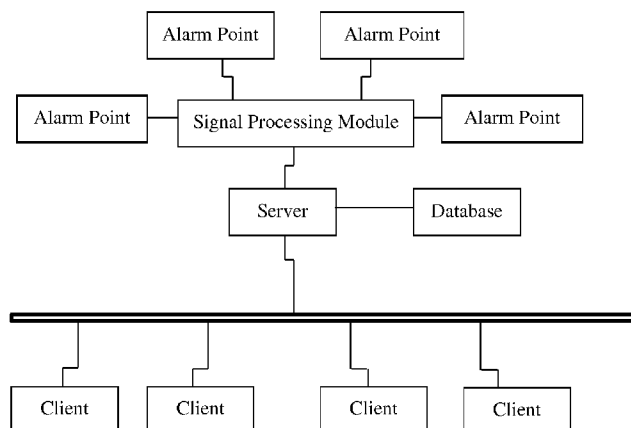 Alarm Point
Alarm Point
Alarm Point
Signal Processing Module
Alarm Point
Server
Database
Client
Client
Client
Client